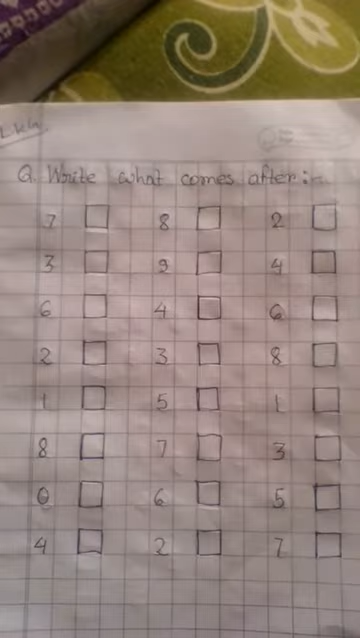 LKG.
Q. Write what comes after :-
7 □ 8 □ 2 □
3 □ 9 □ 4 □
6 □ 4 □ 6 □
2 □ 3 □ 8 □
1 □ 5 □ 1 □
8 □ 7 □ 3 □
0 □ 6 □ 5 □
4 □ 2 □ 7 □